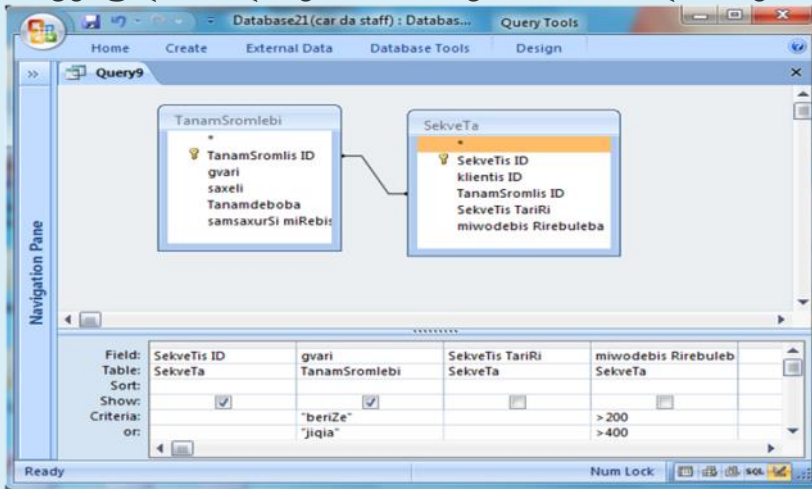 Database21(car da staff) : Databas...
Query Tools
Home Create External Data Database Tools Design
Query9
Navigation Pane
TanamSromlebi
*
TanamSromlis ID
gvari
saxeli
Tanamdeboba
samsaxurSi miRebis
SekveTa
*
SekveTis ID
klientis ID
TanamSromlis ID
SekveTis TariRi
miwodebis Rirebuleba
Field: SekveTis ID gvari SekveTis TariRi miwodebis Rirebuleb
Table: SekveTa TanamSromlebi SekveTa SekveTa
Sort:
Show:
Criteria: "beriZe" >200
or: "jiqia" >400
Ready Num Lock SQL